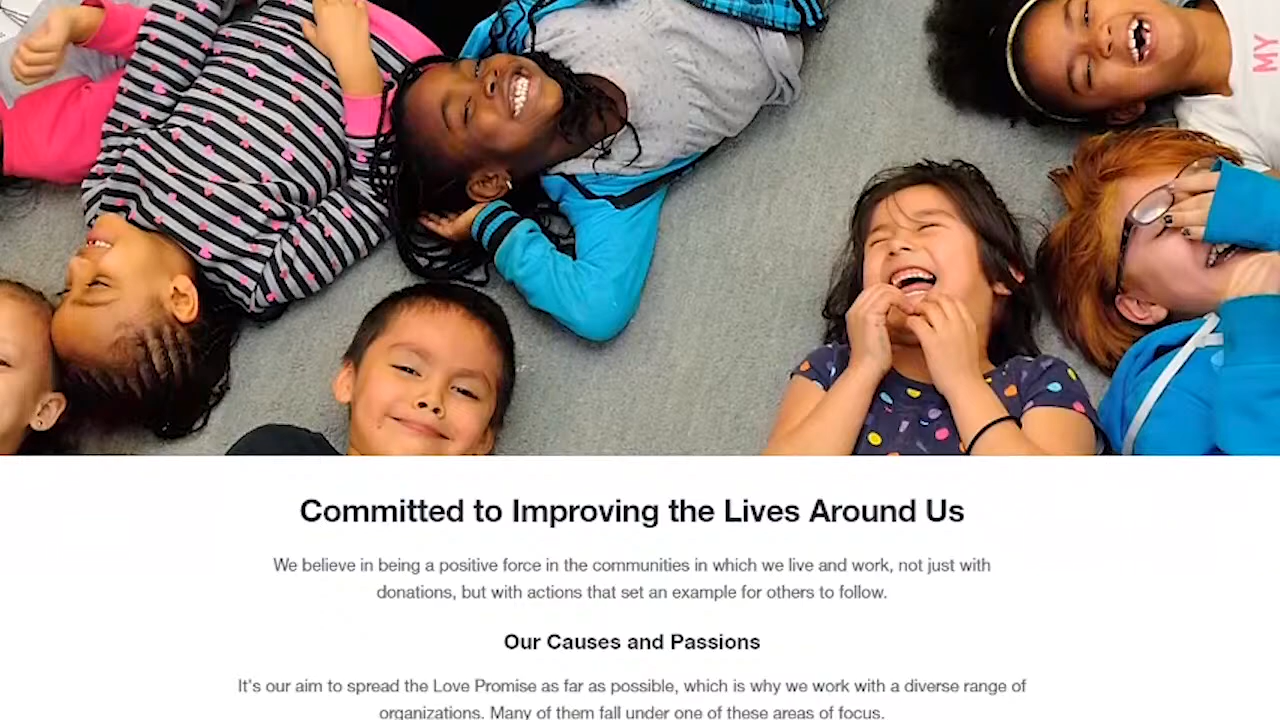 MY
Committed to Improving the Lives Around Us
We believe in being a positive force in the communities in which we live and work, not just with
donations, but with actions that set an example for others to follow.
Our Causes and Passions
It's our aim to spread the Love Promise as far as possible, which is why we work with a diverse range of
organizations. Many of them fall under one of these areas of focus.